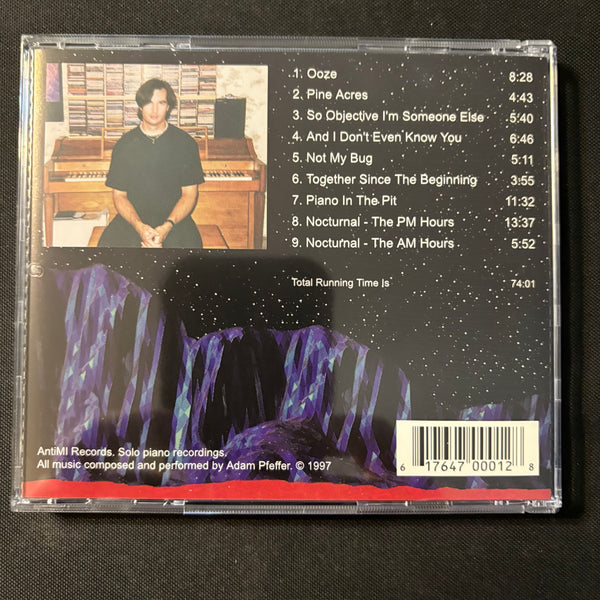 1. Ooze 8:28
2. Pine Acres 4:43
3. So Objective I'm Someone Else 5:40
4. And I Don't Even Know You 6:46
5. Not My Bug 5:11
6. Together Since The Beginning 3:55
7. Piano In The Pit 11:32
8. Nocturnal - The PM Hours 13:37
9. Nocturnal - The AM Hours 5:52
Total Running Time Is 74:01
AntiMI Records. Solo piano recordings.
All music composed and performed by Adam Pfeffer. © 1997
6 17647 00012 8